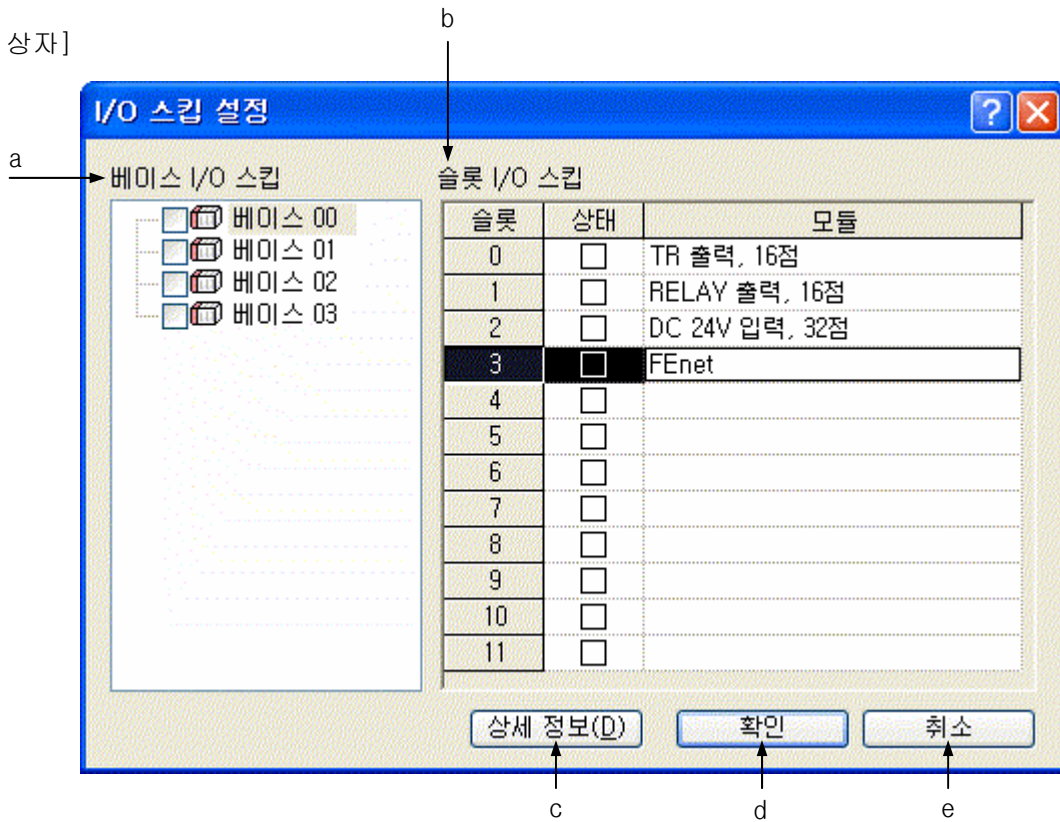 b
상자]
I/O 스킵 설정
a
베이스 I/O 스킵
슬롯 I/O 스킵
베이스 00
베이스 01
베이스 02
베이스 03
슬롯 상태 모듈
0 TR 출력, 16점
1 RELAY 출력, 16점
2 DC 24V 입력, 32점
3 FEnet
4
5
6
7
8
9
10
11
상세 정보(D) 확인 취소
c d e